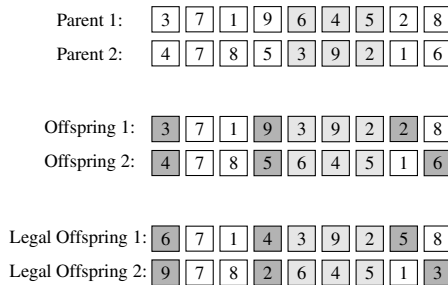 Parent 1: 3 7 1 9 6 4 5 2 8
Parent 2: 4 7 8 5 3 9 2 1 6
Offspring 1: 3 7 1 9 3 9 2 2 8
Offspring 2: 4 7 8 5 6 4 5 1 6
Legal Offspring 1: 6 7 1 4 3 9 2 5 8
Legal Offspring 2: 9 7 8 2 6 4 5 1 3